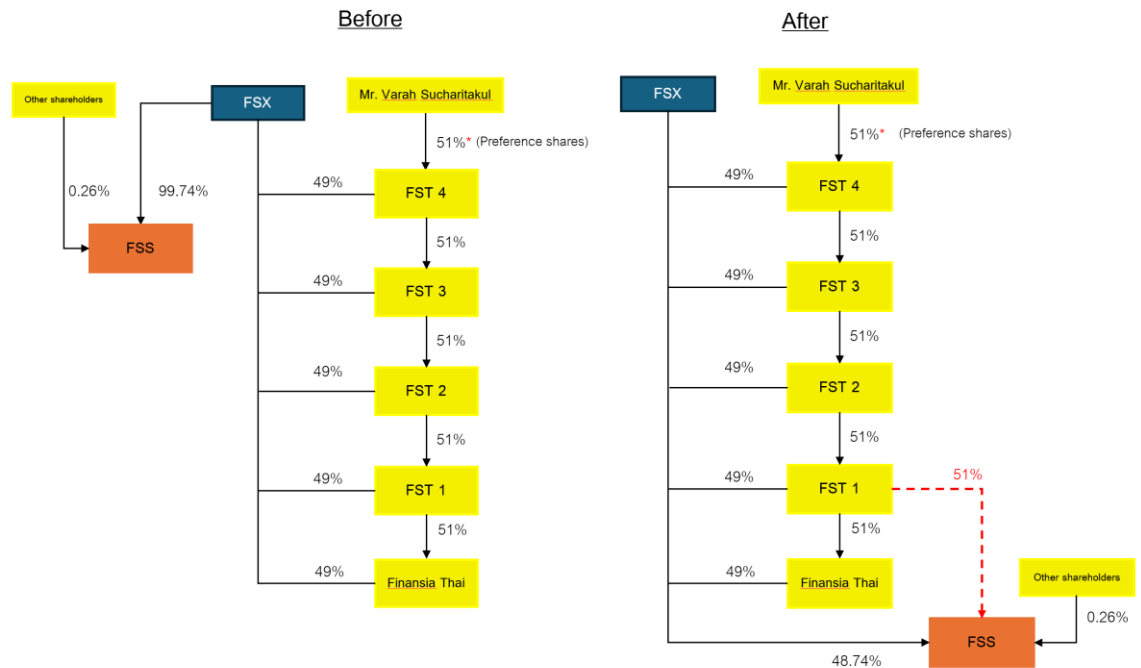 Before
Other shareholders
FSX
Mr. Varah Sucharitakul
51%* (Preference shares)
0.26%
99.74%
49%
FST 4
FSS
51%
49%
FST 3
51%
49%
FST 2
51%
49%
FST 1
51%
49%
Finansia Thai
After
FSX
Mr. Varah Sucharitakul
51%* (Preference shares)
49%
FST 4
51%
49%
FST 3
51%
49%
FST 2
51%
49%
FST 1
51%
51%
49%
Finansia Thai
Other shareholders
0.26%
FSS
48.74%